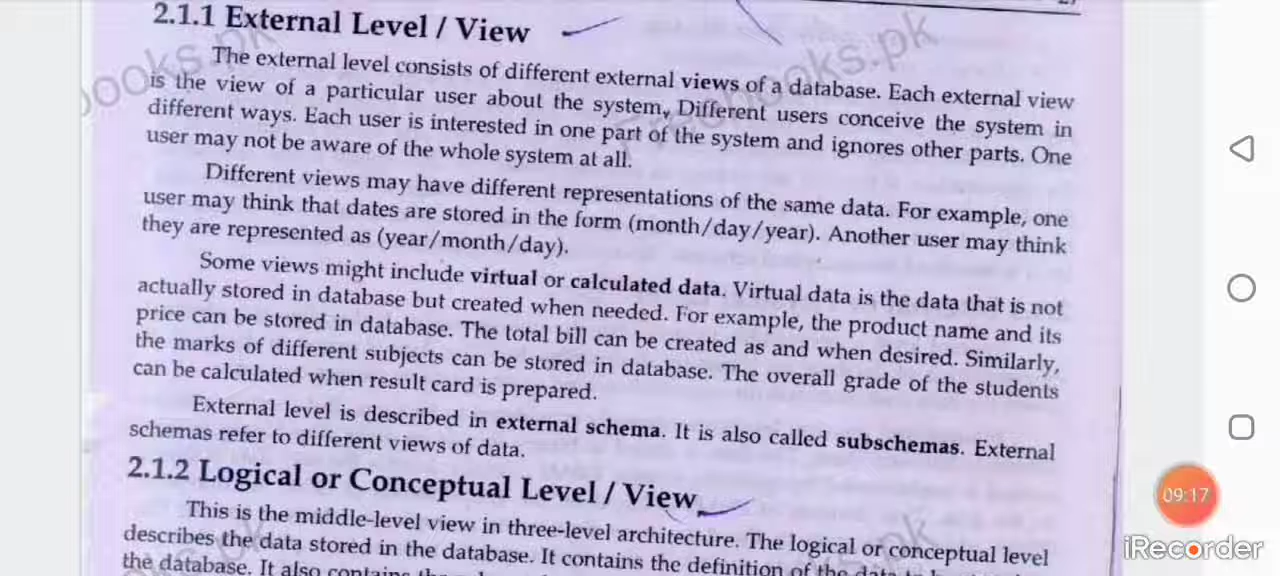 2.1.1 External Level / View
The external level consists of different external views of a database. Each external view
is the view of a particular user about the system. Different users conceive the system in
different ways. Each user is interested in one part of the system and ignores other parts. One
user may not be aware of the whole system at all.
Different views may have different representations of the same data. For example, one
user may think that dates are stored in the form (month/day/year). Another user may think
they are represented as (year/month/day).
Some views might include virtual or calculated data. Virtual data is the data that is not
actually stored in database but created when needed. For example, the product name and its
price can be stored in database. The total bill can be created as and when desired. Similarly,
the marks of different subjects can be stored in database. The overall grade of the students
can be calculated when result card is prepared.
External level is described in external schema. It is also called subschemas. External
schemas refer to different views of data.
2.1.2 Logical or Conceptual Level / View
This is the middle-level view in three-level architecture. The logical or conceptual level
describes the data stored in the database. It contains the definition of the data
the database. It also contains the
09:17
iRecorder